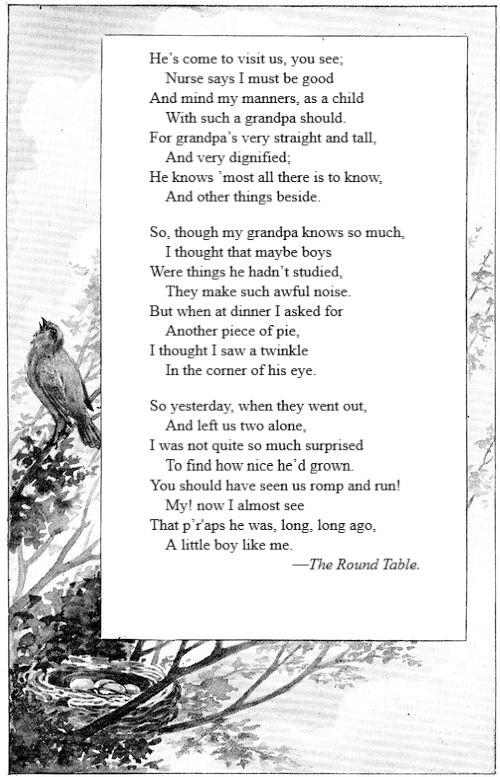 He's come to visit us, you see;
Nurse says I must be good
And mind my manners, as a child
With such a grandpa should.
For grandpa's very straight and tall,
And very dignified;
He knows 'most all there is to know,
And other things beside.
So, though my grandpa knows so much,
I thought that maybe boys
Were things he hadn't studied,
They make such awful noise.
But when at dinner I asked for
Another piece of pie,
I thought I saw a twinkle
In the corner of his eye.
So yesterday, when they went out,
And left us two alone,
I was not quite so much surprised
To find how nice he'd grown.
You should have seen us romp and run!
My! now I almost see
That p'r'aps he was, long, long ago,
A little boy like me.
—The Round Table.